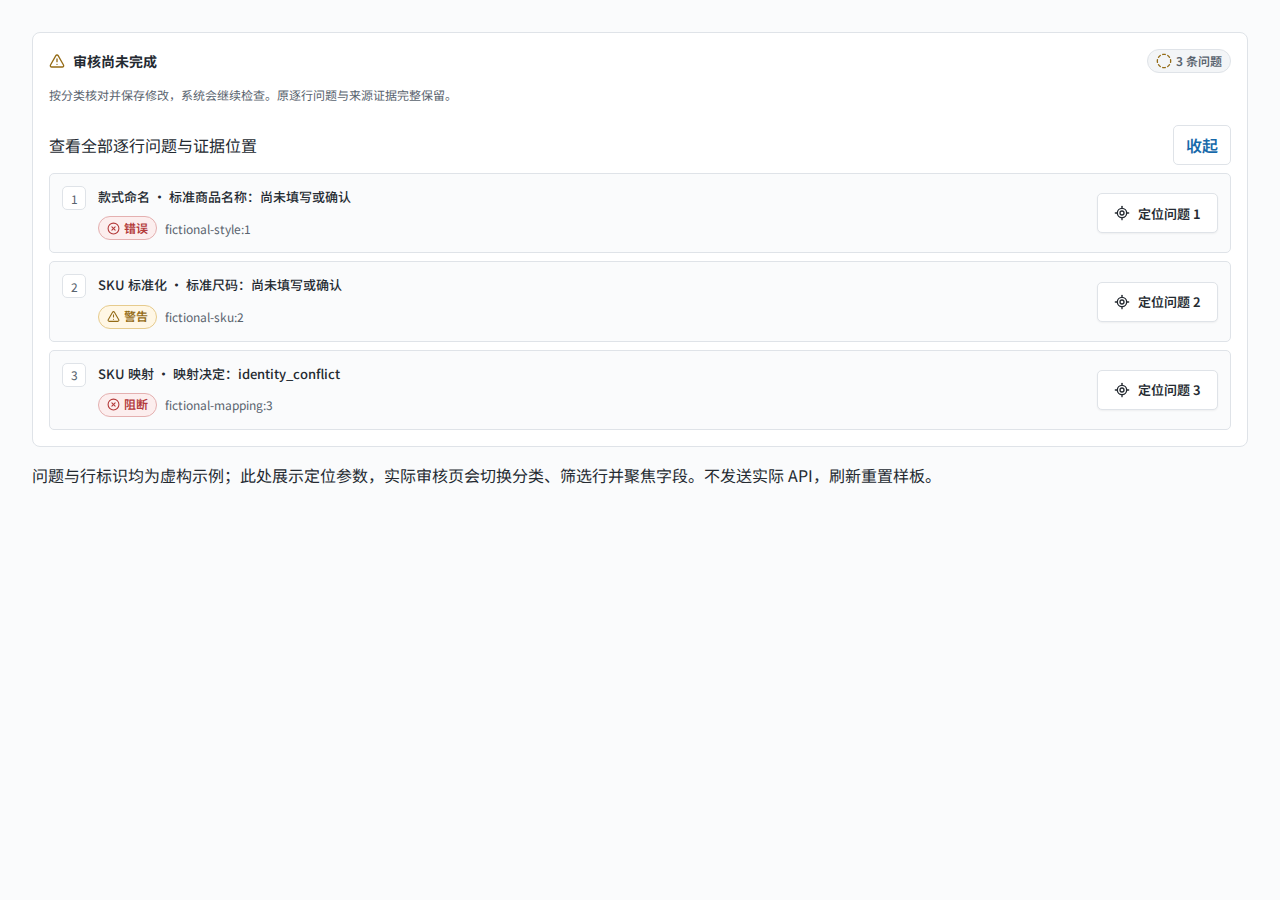 审核尚未完成
3 条问题
按分类核对并保存修改，系统会继续检查。原逐行问题与来源证据完整保留。
查看全部逐行问题与证据位置
收起
1
款式命名 · 标准商品名称：尚未填写或确认
错误
fictional-style:1
定位问题 1
2
SKU 标准化 · 标准尺码：尚未填写或确认
警告
fictional-sku:2
定位问题 2
3
SKU 映射 · 映射决定：identity_conflict
阻断
fictional-mapping:3
定位问题 3
问题与行标识均为虚构示例；此处展示定位参数，实际审核页会切换分类、筛选行并聚焦字段。不发送实际 API，刷新重置样板。